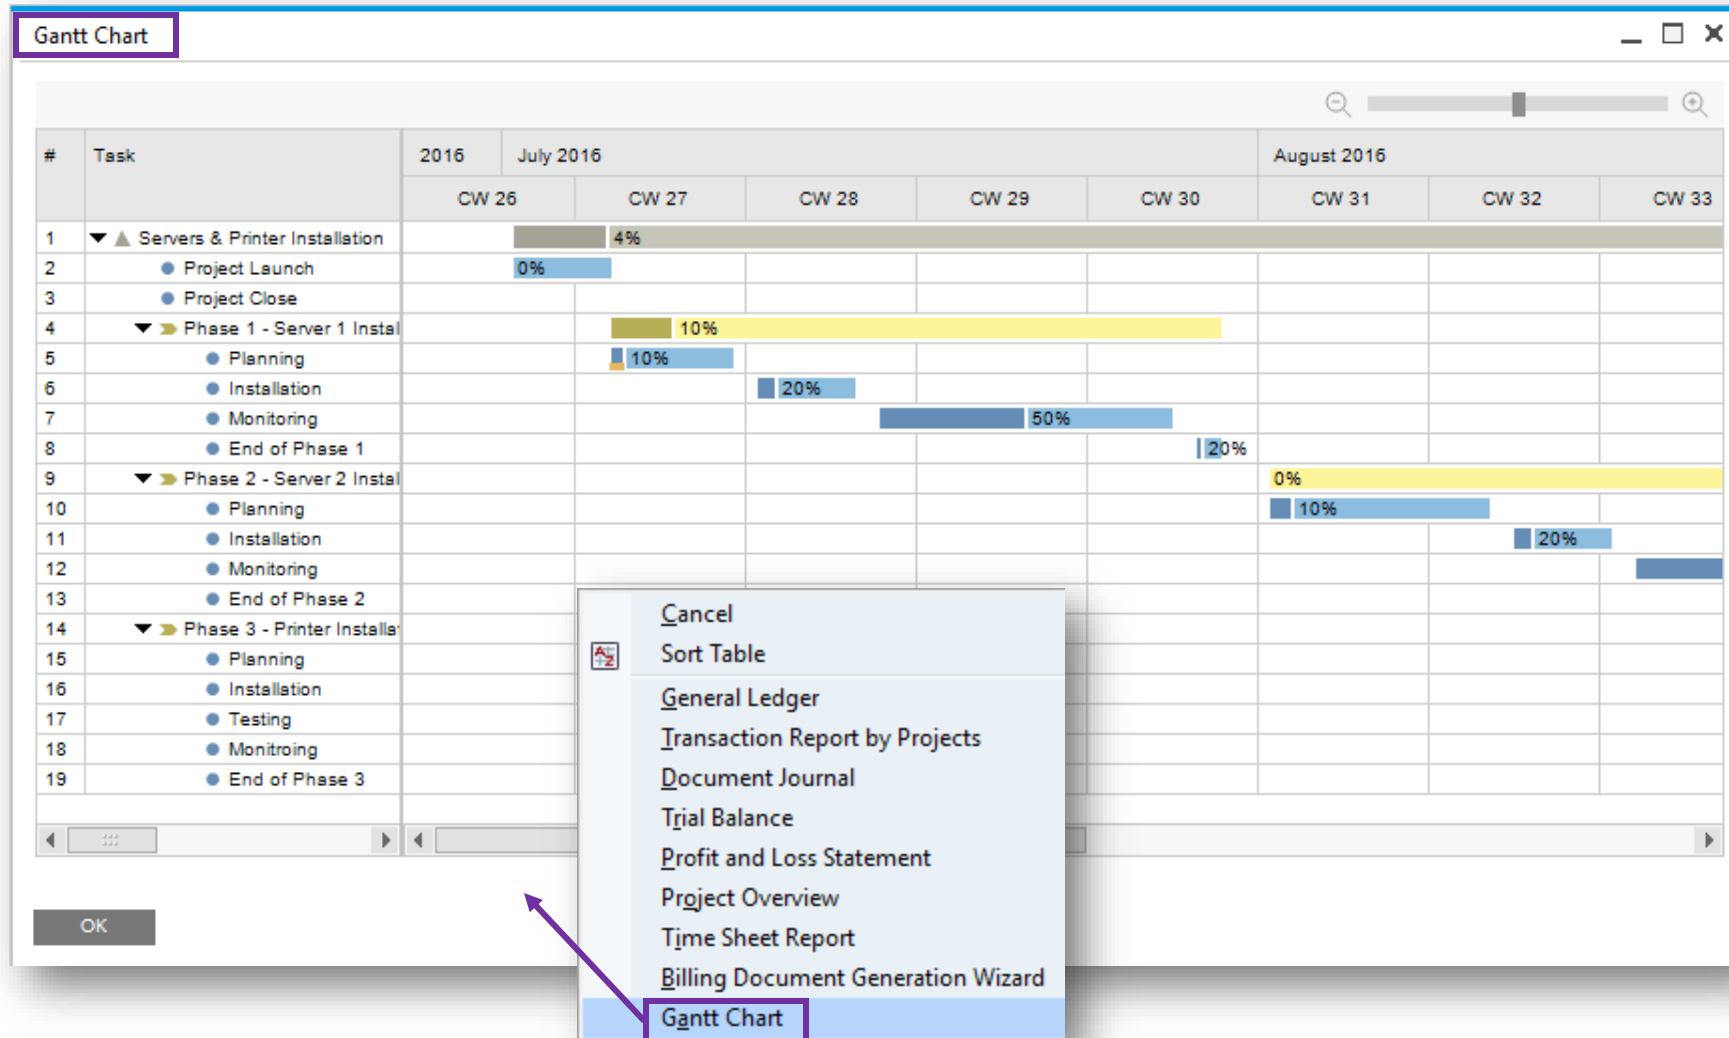 Gantt Chart
# Task 2016 July 2016 August 2016
CW 26 CW 27 CW 28 CW 29 CW 30 CW 31 CW 32 CW 33
1 Servers & Printer Installation 4%
2 Project Launch 0%
3 Project Close
4 Phase 1 - Server 1 Instal 10%
5 Planning 10%
6 Installation 20%
7 Monitoring 50%
8 End of Phase 1 20%
9 Phase 2 - Server 2 Instal 0%
10 Planning 10%
11 Installation 20%
12 Monitoring
13 End of Phase 2
14 Phase 3 - Printer Installa
15 Planning
16 Installation
17 Testing
18 Monitroing
19 End of Phase 3
OK
Cancel
Sort Table
General Ledger
Transaction Report by Projects
Document Journal
Trial Balance
Profit and Loss Statement
Project Overview
Time Sheet Report
Billing Document Generation Wizard
Gantt Chart